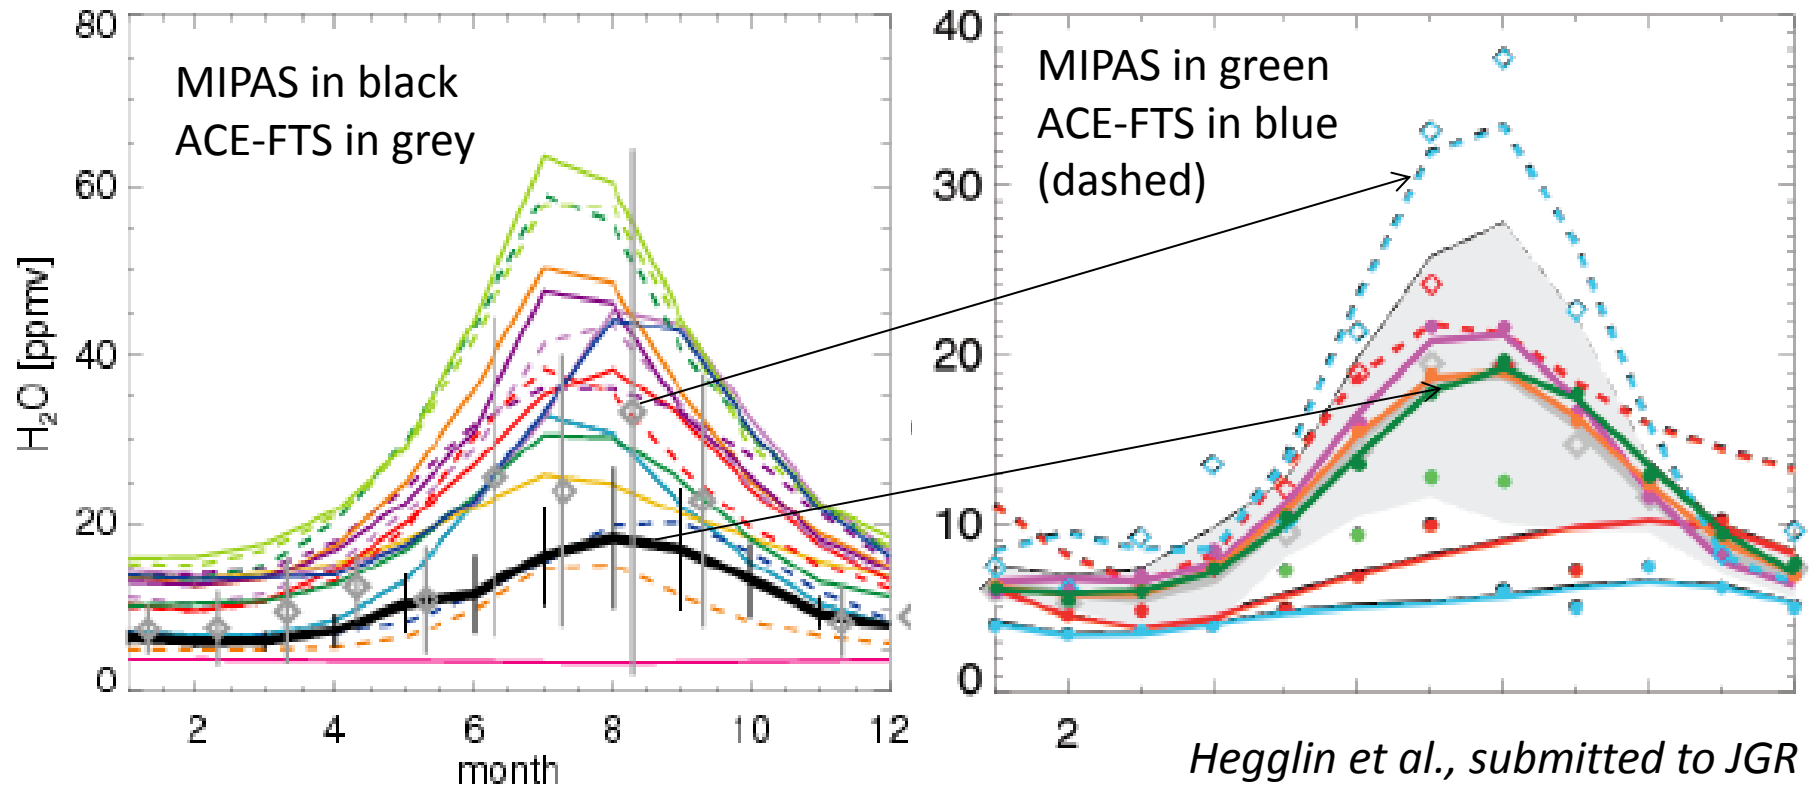 80
60
40
20
0
H₂O [ppmv]
2 4 6 8 10 12
month
MIPAS in black
ACE-FTS in grey
40
30
20
10
0
2
MIPAS in green
ACE-FTS in blue
(dashed)
Hegglin et al., submitted to JGR